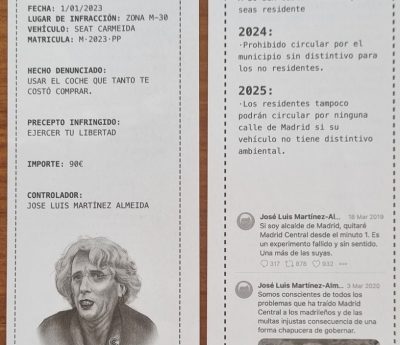 FECHA: 1/01/2023
LUGAR DE INFRACCIÓN: ZONA M-30
VEHÍCULO: SEAT CARMEIDA
MATRICULA: M·2023·PP
HECHO DENUNCIADO:
USAR EL COCHE QUE TANTO TE
COSTÓ COMPRAR.
PRECEPTO INFRINGIDO:
EJERCER TU LIBERTAD
IMPORTE: 90€
CONTROLADOR:
JOSE LUIS MARTÍNEZ ALMEIDA
seas residente
2024:
·Prohibido circular por el
municipio sin distintivo para
los no residentes.
2025:
·Los residentes tampoco
podrán circular por ninguna
calle de Madrid si su
vehículo no tiene distintivo
ambiental.
José Luis Martínez-Al... 18 Mar 2019
Si soy alcalde de Madrid, quitaré
Madrid Central desde el minuto 1. Es
un experimento fallido y sin sentido.
Una más de las suyas.
317 878 932
José Luis Martínez-Alm... 3 Mar 2020
Somos conscientes de todos los
problemas que ha traído Madrid
Central a los madrileños y de las
multas injustas consecuencia de una
forma chapucera de gobernar.